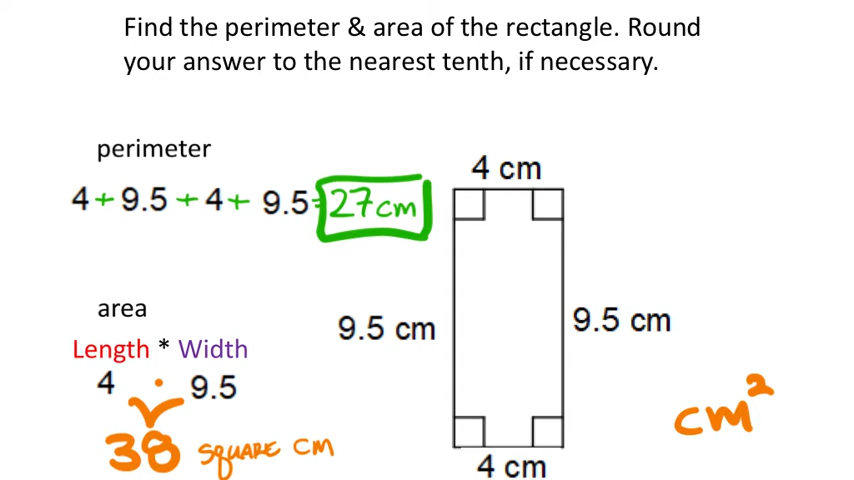 Find the perimeter & area of the rectangle. Round
your answer to the nearest tenth, if necessary.
perimeter
4 + 9.5 + 4 + 9.5 = 27 cm
area
Length * Width
4 · 9.5
38 SQUARE CM
4 cm
9.5 cm
9.5 cm
4 cm
cm²